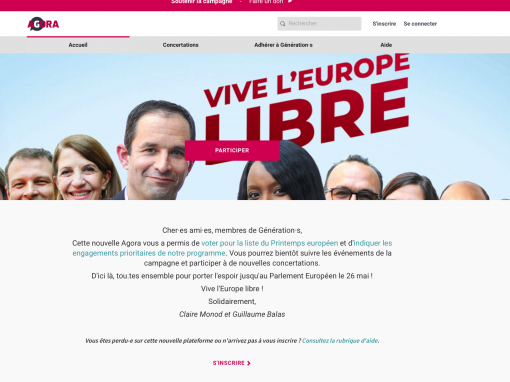 Soutenir la campagne - Faire un don
AGORA
Rechercher
S'inscrire Se connecter
Accueil Concertations Adhérer à Génération·s Aide
VIVE L'EUROPE
LIBRE
PARTICIPER
Cher·es ami·es, membres de Génération·s,
Cette nouvelle Agora vous a permis de voter pour la liste du Printemps européen et d'indiquer les
engagements prioritaires de notre programme. Vous pourrez bientôt suivre les événements de la
campagne et participer à de nouvelles concertations.
D'ici là, tou.tes ensemble pour porter l'espoir jusqu'au Parlement Européen le 26 mai !
Vive l'Europe libre !
Solidairement,
Claire Monod et Guillaume Balas
Vous êtes perdu·e sur cette nouvelle plateforme ou n'arrivez pas à vous inscrire ? Consultez la rubrique d'aide.
S'INSCRIRE